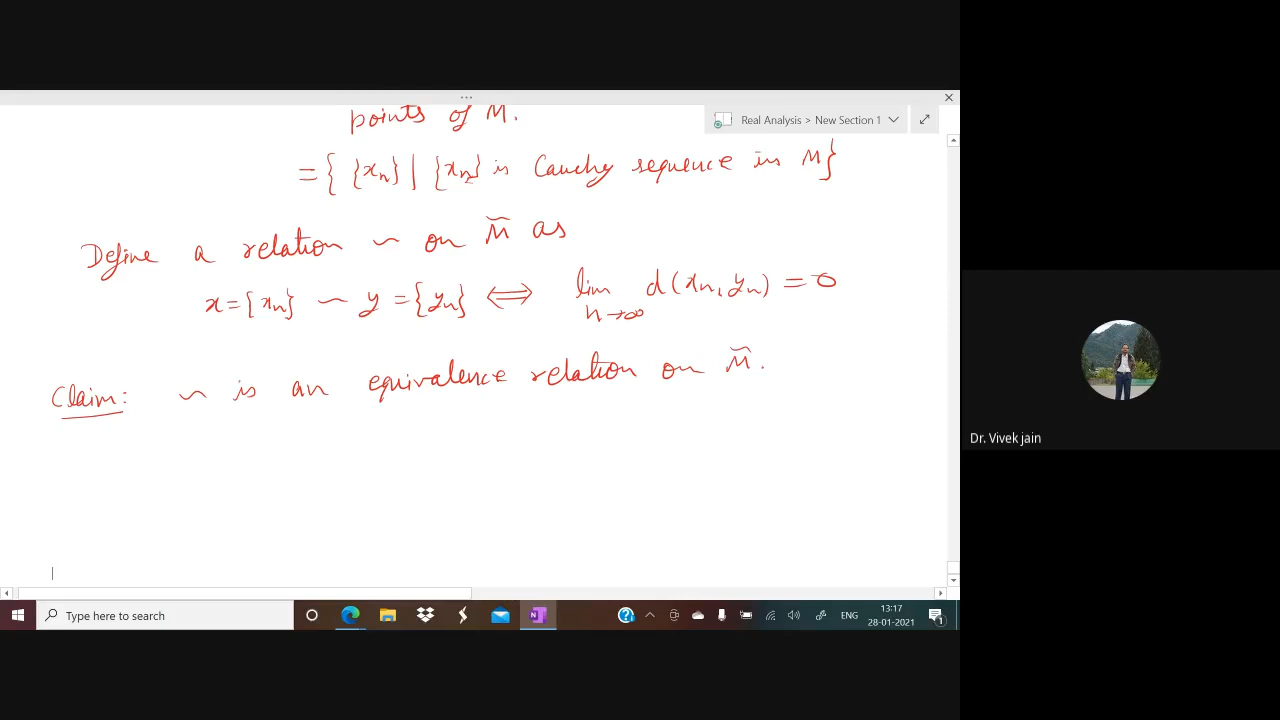 points of M.
Real Analysis > New Section 1
= { {xₙ} | {xₙ} is Cauchy sequence in M }
Define a relation ∼ on M̃ as
x = {xₙ} ∼ y = {yₙ} ⟺ lim n→∞ d(xₙ, yₙ) = 0
Claim: ∼ is an equivalence relation on M̃.
Dr. Vivek jain
Type here to search
ENG
13:17
28-01-2021
1